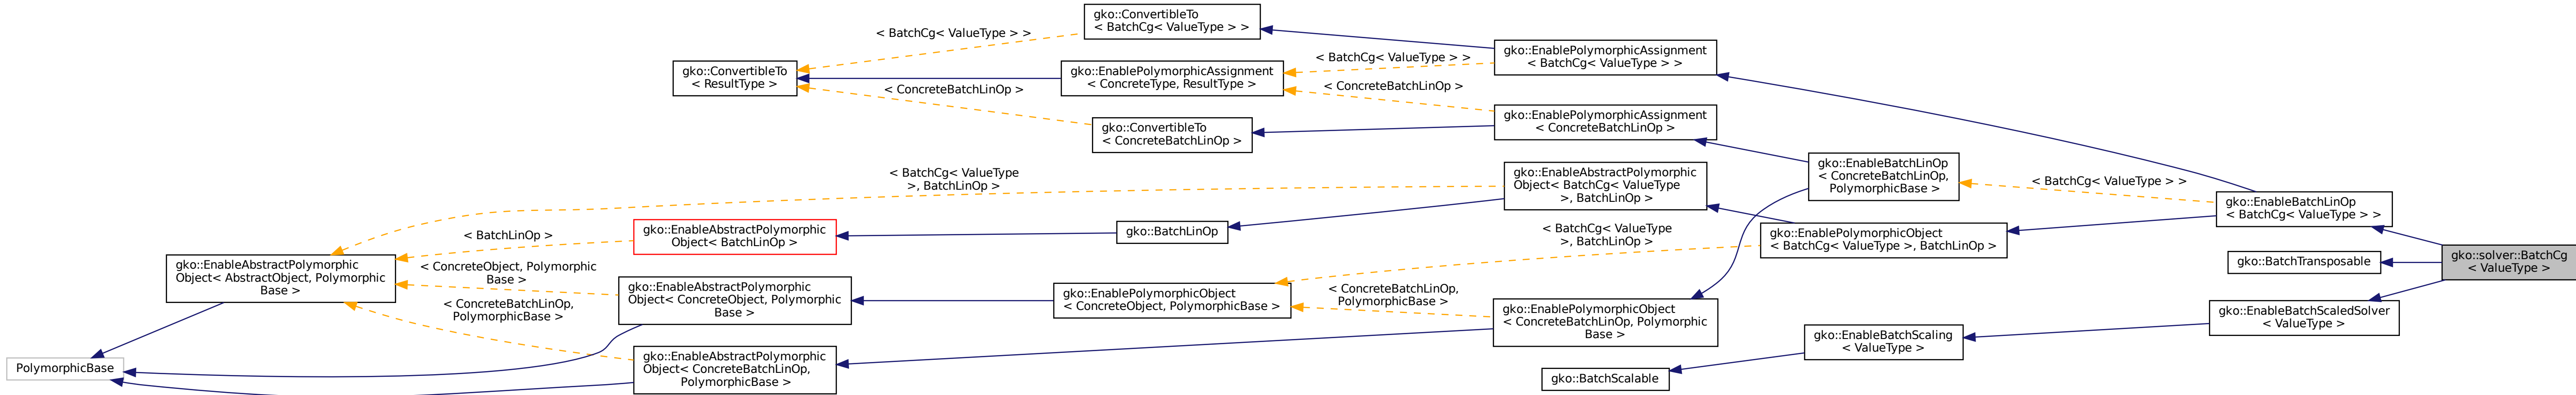 gko::ConvertibleTo
< BatchCg< ValueType > >
< BatchCg< ValueType > >
gko::ConvertibleTo
< ResultType >
gko::EnablePolymorphicAssignment
< ConcreteType, ResultType >
< ConcreteBatchLinOp >
gko::ConvertibleTo
< ConcreteBatchLinOp >
< BatchCg< ValueType > >
< ConcreteBatchLinOp >
gko::EnablePolymorphicAssignment
< BatchCg< ValueType > >
gko::EnablePolymorphicAssignment
< ConcreteBatchLinOp >
gko::EnableBatchLinOp
< ConcreteBatchLinOp,
PolymorphicBase >
< BatchCg< ValueType > >
gko::EnableBatchLinOp
< BatchCg< ValueType > >
< BatchCg< ValueType
>, BatchLinOp >
gko::EnableAbstractPolymorphic
Object< BatchCg< ValueType
>, BatchLinOp >
gko::EnableAbstractPolymorphic
Object< BatchLinOp >
< BatchLinOp >
gko::BatchLinOp
gko::EnablePolymorphicObject
< BatchCg< ValueType >, BatchLinOp >
< BatchCg< ValueType
>, BatchLinOp >
gko::EnableAbstractPolymorphic
Object< AbstractObject, Polymorphic
Base >
< ConcreteObject, Polymorphic
Base >
gko::EnableAbstractPolymorphic
Object< ConcreteObject, Polymorphic
Base >
gko::EnablePolymorphicObject
< ConcreteObject, PolymorphicBase >
< ConcreteBatchLinOp,
PolymorphicBase >
gko::EnablePolymorphicObject
< ConcreteBatchLinOp, Polymorphic
Base >
< ConcreteBatchLinOp,
PolymorphicBase >
gko::EnableAbstractPolymorphic
Object< ConcreteBatchLinOp,
PolymorphicBase >
PolymorphicBase
gko::BatchTransposable
gko::solver::BatchCg
< ValueType >
gko::EnableBatchScaledSolver
< ValueType >
gko::EnableBatchScaling
< ValueType >
gko::BatchScalable